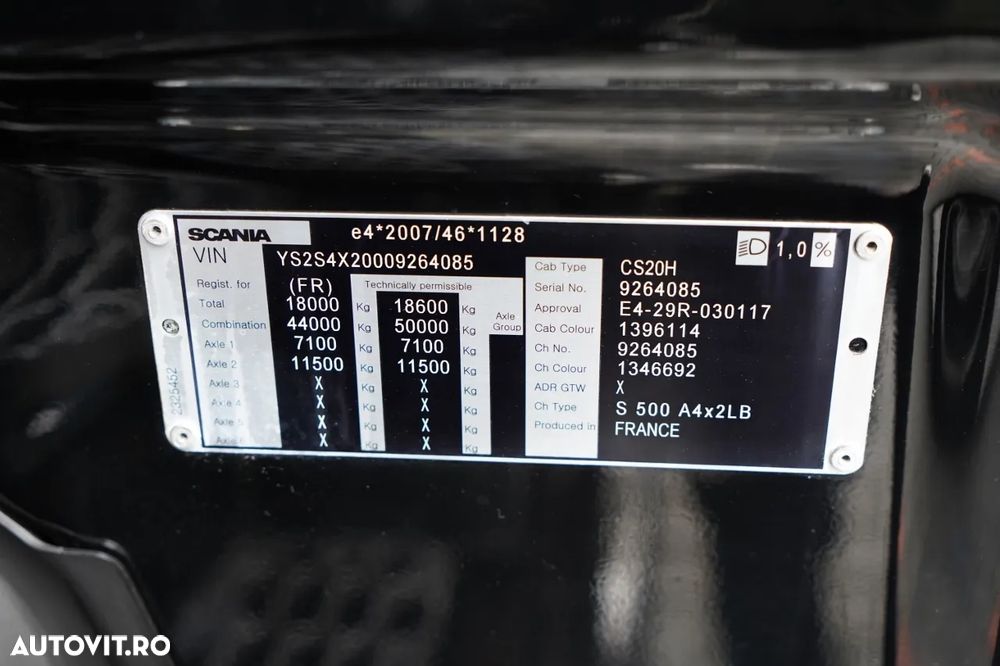 SCANIA e4*2007/46*1128 1,0 %
VIN YS2S4X20009264085
Regist. for (FR) Technically permissible
Total 18000 Kg 18600 Kg Axle Group
Combination 44000 Kg 50000 Kg
Axle 1 7100 Kg 7100 Kg
Axle 2 11500 Kg 11500 Kg
Axle 3 X Kg X Kg
Axle 4 X Kg X Kg
Axle 5 X Kg X Kg
Axle 6 X Kg X Kg
Cab Type CS20H
Serial No. 9264085
Approval E4-29R-030117
Cab Colour 1396114
Ch No. 9264085
Ch Colour 1346692
ADR GTW X
Ch Type S 500 A4x2LB
Produced in FRANCE
2325452
AUTOVIT.RO